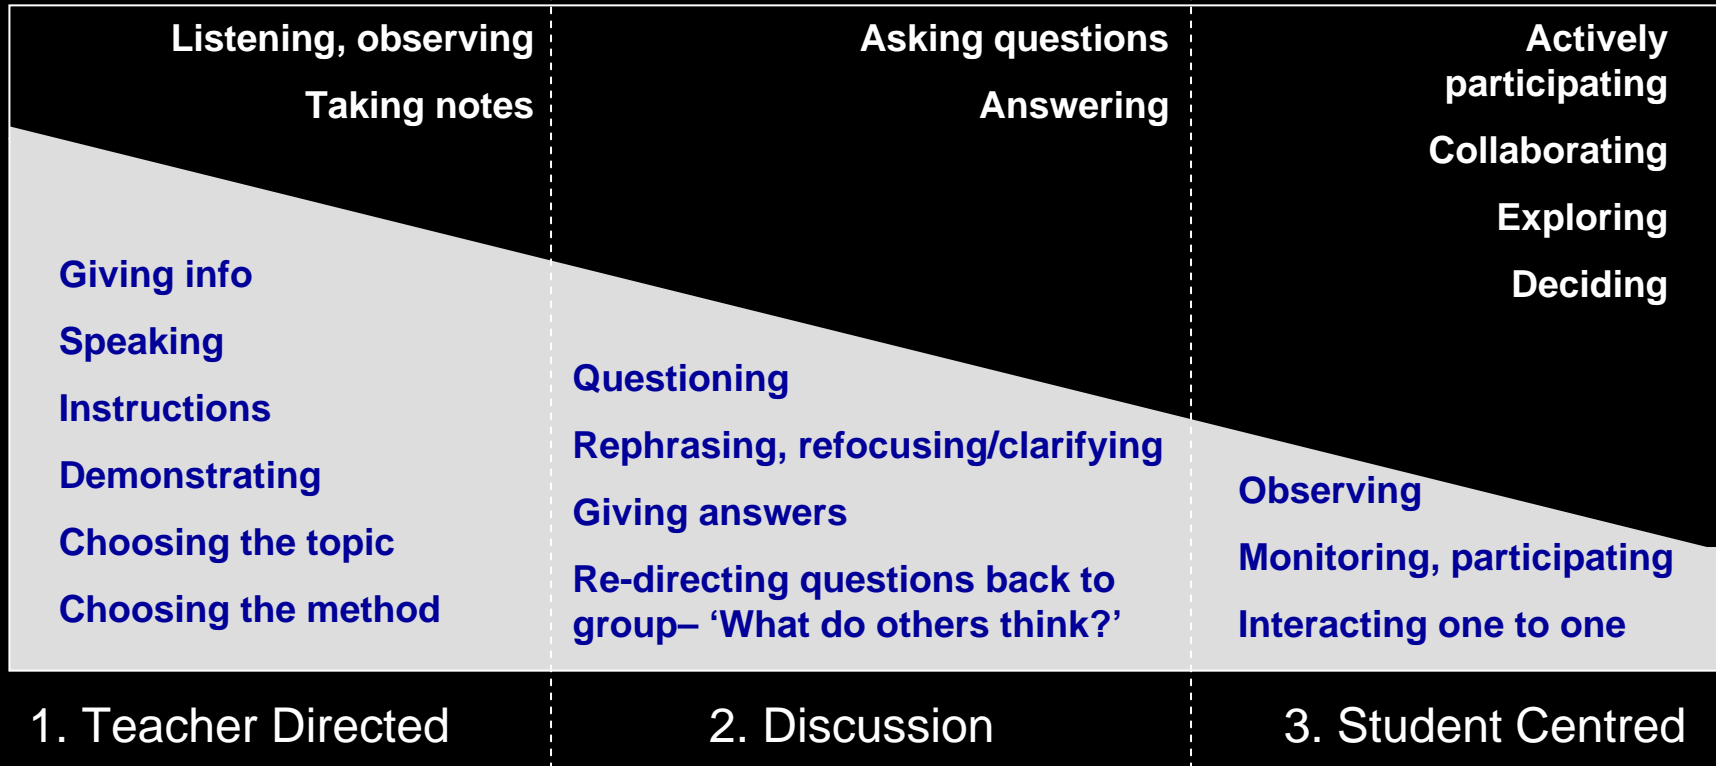 Listening, observing
Taking notes
Giving info
Speaking
Instructions
Demonstrating
Choosing the topic
Choosing the method
1. Teacher Directed
Asking questions
Answering
Questioning
Rephrasing, refocusing/clarifying
Giving answers
Re-directing questions back to
group– ‘What do others think?’
2. Discussion
Actively
participating
Collaborating
Exploring
Deciding
Observing
Monitoring, participating
Interacting one to one
3. Student Centred